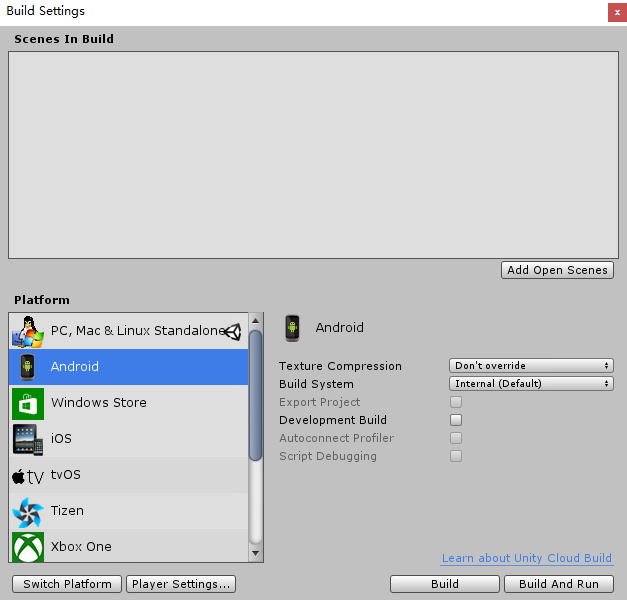 Build Settings
x
Scenes In Build
Add Open Scenes
Platform
PC, Mac & Linux Standalone
Android
Windows Store
iOS
tv tvOS
Tizen
Xbox One
Android
Texture Compression Don't override
Build System Internal (Default)
Export Project
Development Build
Autoconnect Profiler
Script Debugging
Learn about Unity Cloud Build
Switch Platform Player Settings... Build Build And Run